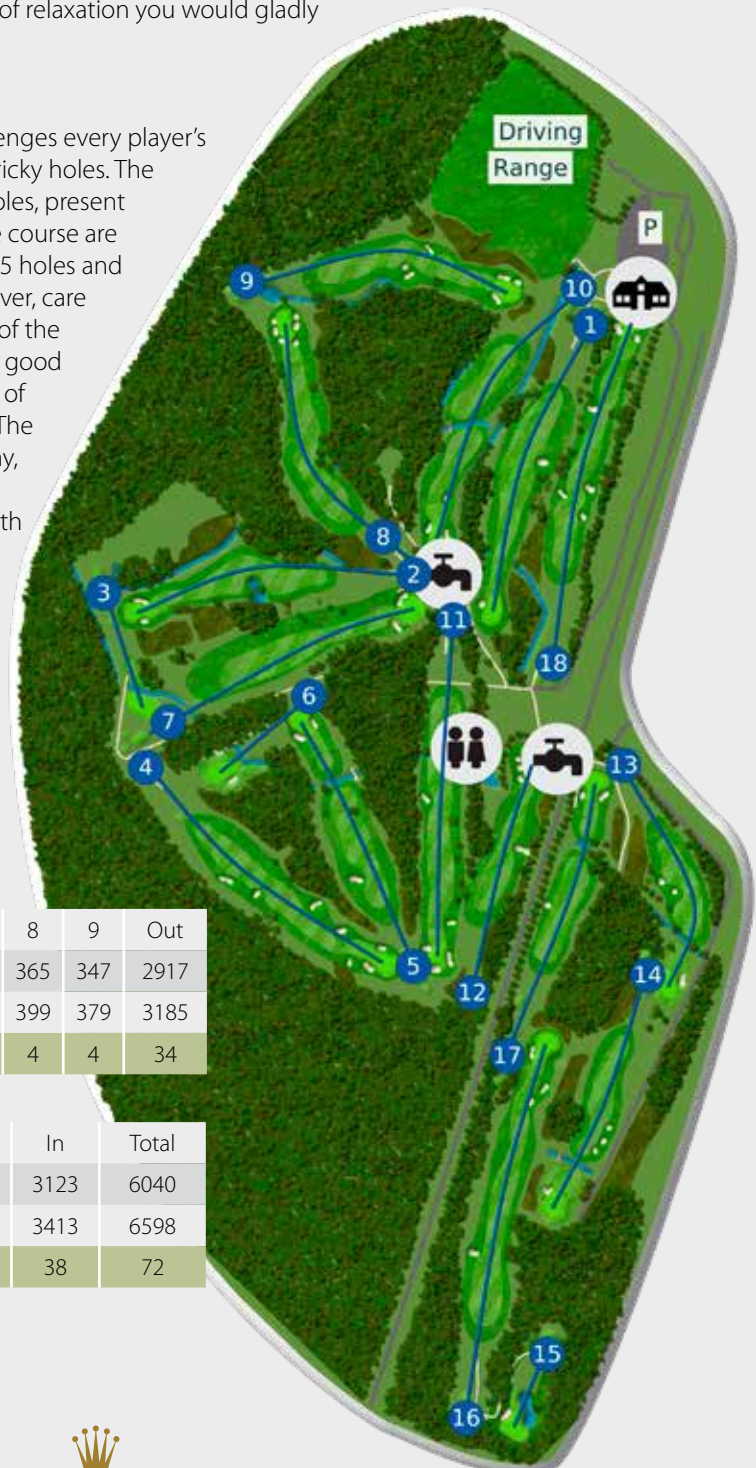 of relaxation you would gladly
enges every player's
ricky holes. The
oles, present
e course are
5 holes and
ver, care
of the
good
of
The
ay,
th
Driving
Range
P
9
10
1
8
2
3
11
18
6
7
4
13
5
14
12
17
15
16
8 9 Out
365 347 2917
399 379 3185
4 4 34
In Total
3123 6040
3413 6598
38 72